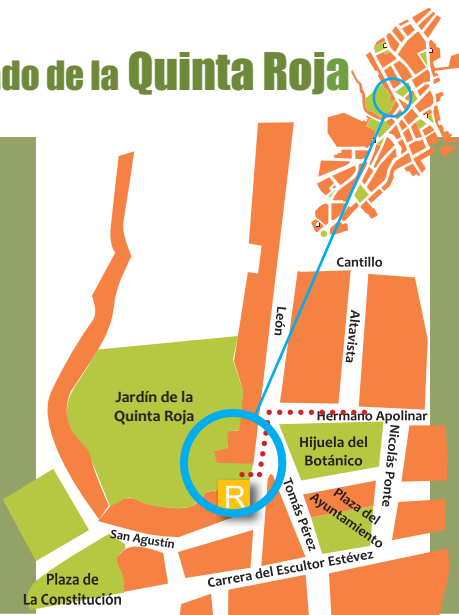 do de la Quinta Roja
Cantillo
León
Altavista
Jardín de la
Quinta Roja
Hermano Apolinar
Hijuela del
Botánico
Nicolás Ponte
R
Tomás Pérez
Plaza del
Ayuntamiento
San Agustín
Carrera del Escultor Estévez
Plaza de
La Constitución